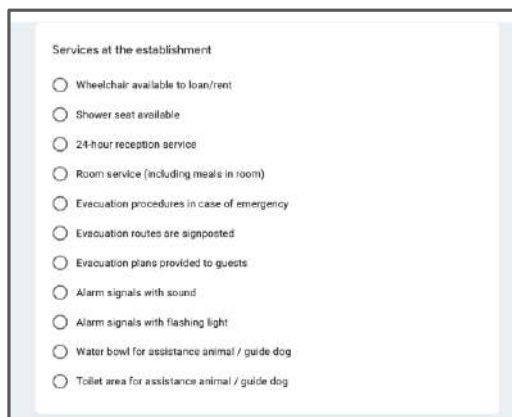 Services at the establishment
Wheelchair available to loan/rent
Shower seat available
24-hour reception service
Room service (including meals in room)
Evacuation procedures in case of emergency
Evacuation routes are signposted
Evacuation plans provided to guests
Alarm signals with sound
Alarm signals with flashing light
Water bowl for assistance animal / guide dog
Toilet area for assistance animal / guide dog